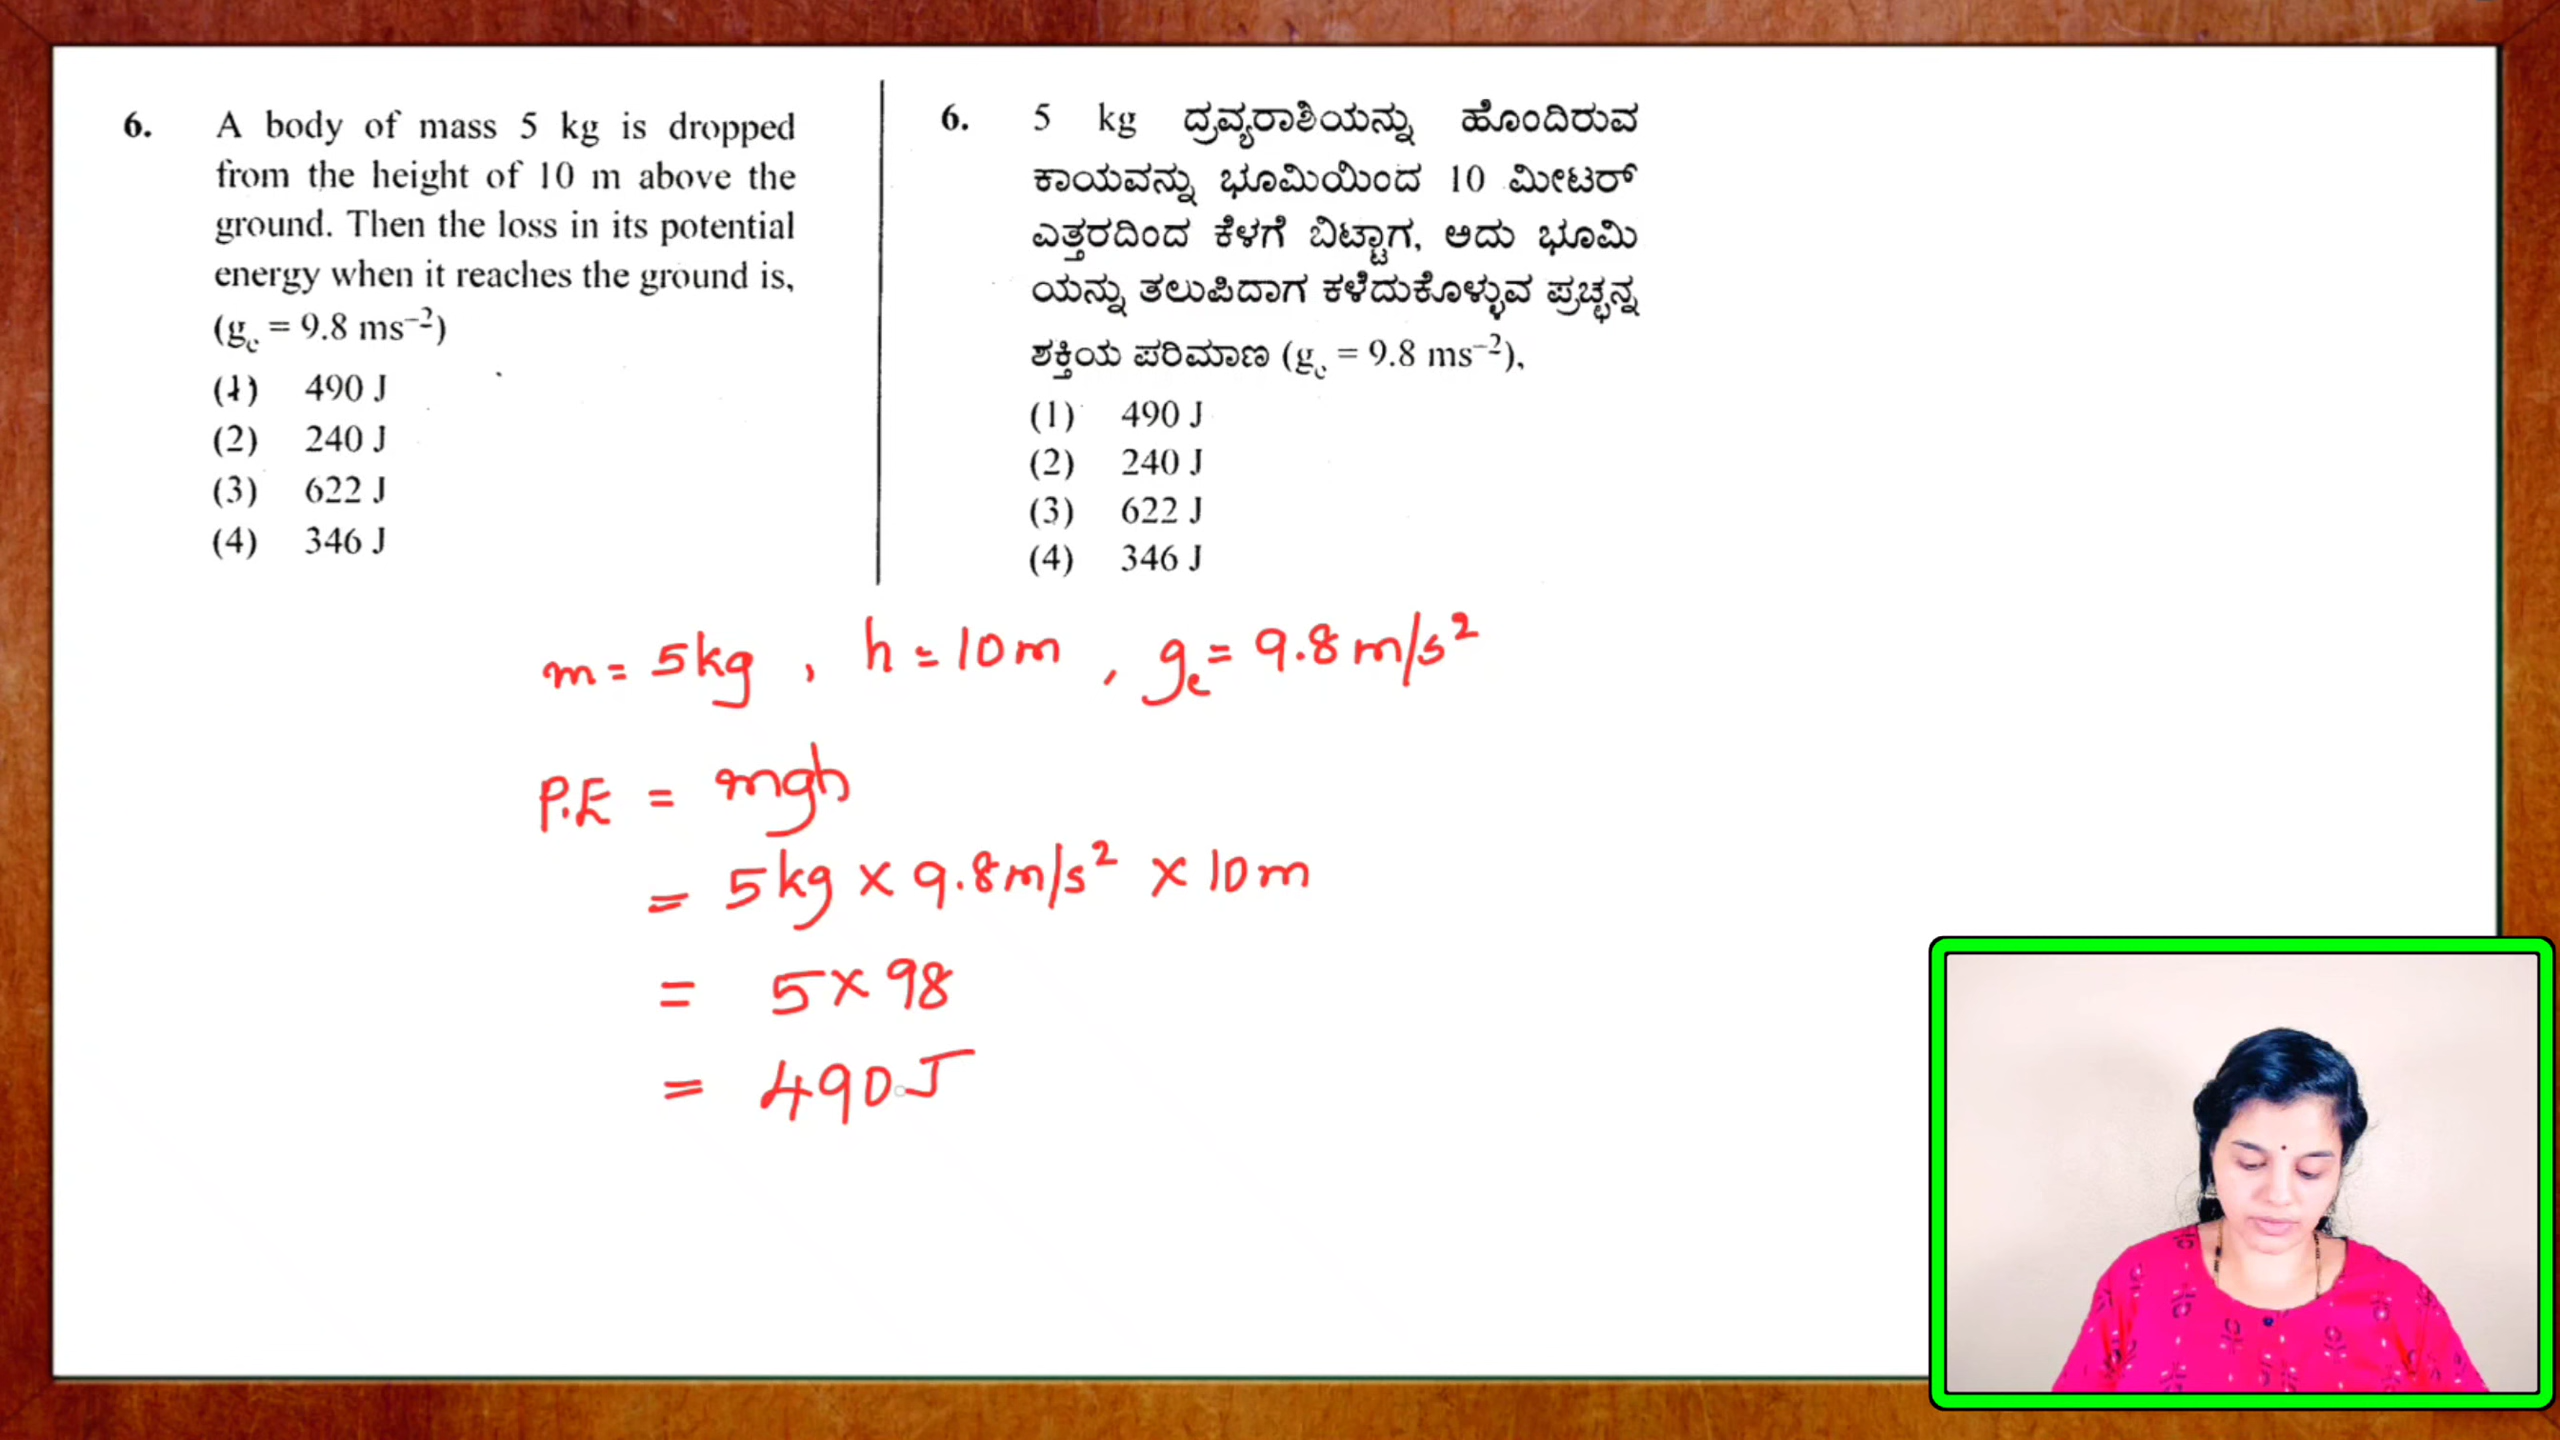 6. A body of mass 5 kg is dropped
from the height of 10 m above the
ground. Then the loss in its potential
energy when it reaches the ground is,
(gₑ = 9.8 ms⁻²)
(1) 490 J
(2) 240 J
(3) 622 J
(4) 346 J
6. 5 kg ದ್ರವ್ಯರಾಶಿಯನ್ನು ಹೊಂದಿರುವ
ಕಾಯವನ್ನು ಭೂಮಿಯಿಂದ 10 ಮೀಟರ್
ಎತ್ತರದಿಂದ ಕೆಳಗೆ ಬಿಟ್ಟಾಗ, ಅದು ಭೂಮಿ
ಯನ್ನು ತಲುಪಿದಾಗ ಕಳೆದುಕೊಳ್ಳುವ ಪ್ರಚ್ಛನ್ನ
ಶಕ್ತಿಯ ಪರಿಮಾಣ (gₑ = 9.8 ms⁻²),
(1) 490 J
(2) 240 J
(3) 622 J
(4) 346 J
m = 5kg , h = 10m , gₑ = 9.8 m/s²
P.E = mgh
= 5kg × 9.8 m/s² × 10m
= 5 × 98
= 490 J